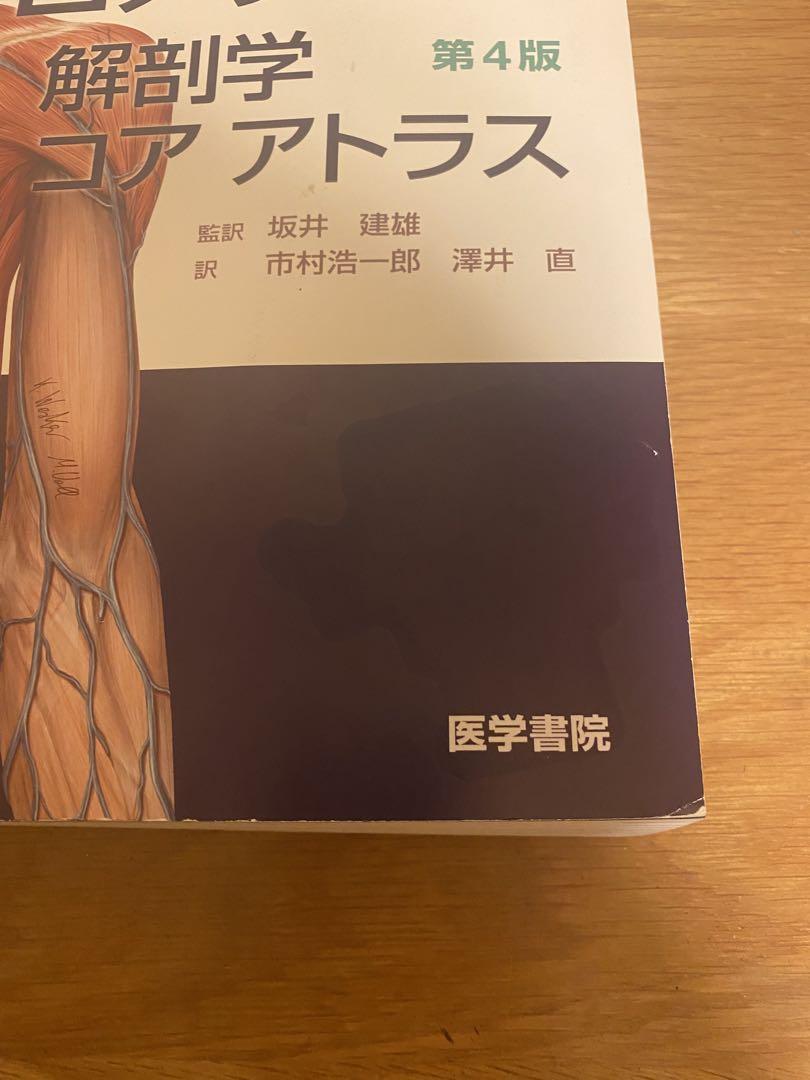 解剖学 第4版
コア アトラス
監訳 坂井 建雄
訳 市村浩一郎 澤井 直
医学書院